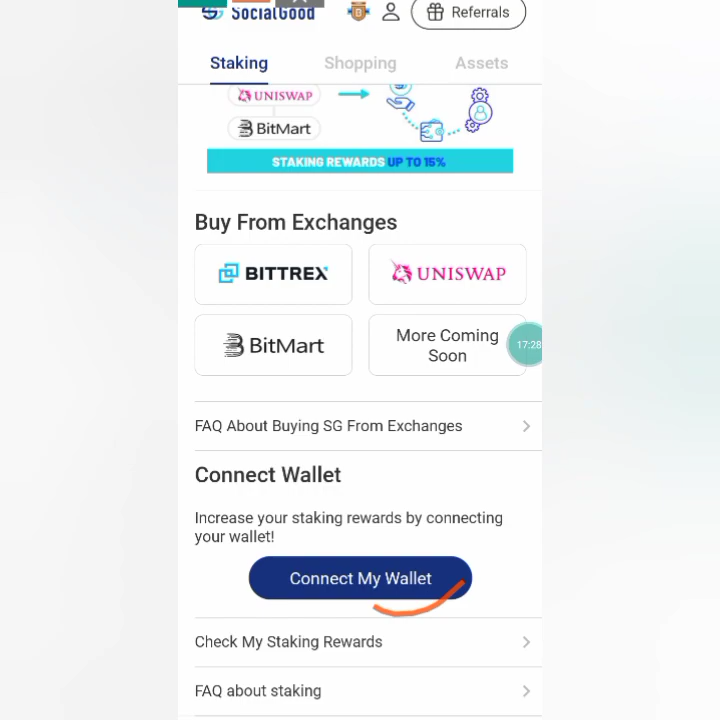 SocialGood
Referrals
Staking
Shopping
Assets
UNISWAP
BitMart
STAKING REWARDS UP TO 15%
Buy From Exchanges
BITTREX
UNISWAP
BitMart
More Coming
Soon
17:28
FAQ About Buying SG From Exchanges
Connect Wallet
Increase your staking rewards by connecting
your wallet!
Connect My Wallet
Check My Staking Rewards
FAQ about staking